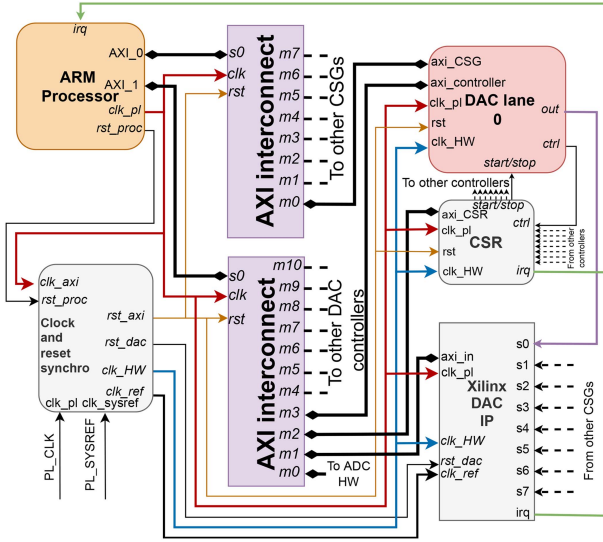 irq
AXI_0
ARM
Processor
AXI_1
clk_pl
rst_proc
s0
clk
rst
AXI interconnect
m7
m6
m5
m4
m3
m2
m1
m0
To other CSGs
axi_CSG
axi_controller
clk_pl
DAC lane
0
rst
clk_HW
out
ctrl
start/stop
To other controllers
start/stop
axi_CSR
clk_pl
CSR
rst
clk_HW
ctrl
irq
From other
controllers
clk_axi
rst_proc
Clock
and
reset
synchro
rst_axi
rst_dac
clk_HW
clk_ref
clk_pl
clk_sysref
PL_CLK
PL_SYSREF
s0
clk
rst
AXI interconnect
m10
m9
m8
m7
m6
m5
m4
m3
m2
m1
m0
To other DAC
controllers
To ADC
HW
axi_in
clk_pl
Xilinx
DAC
IP
clk_HW
rst_dac
clk_ref
s0
s1
s2
s3
s4
s5
s6
s7
irq
From other CSGs